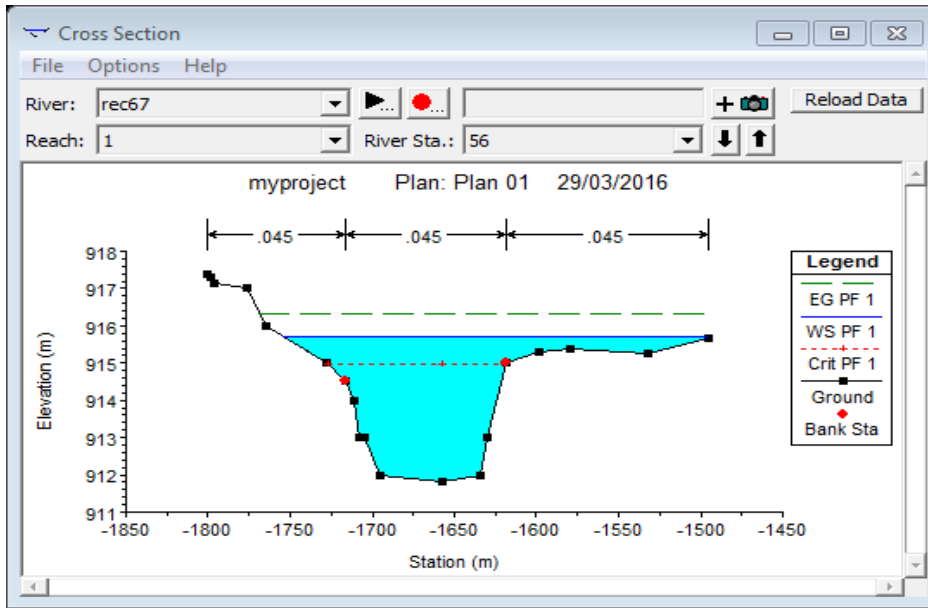 Cross Section
File Options Help
River: rec67 ... ... Reload Data
Reach: 1 River Sta.: 56
myproject Plan: Plan 01 29/03/2016
.045 .045 .045
918
917
916
915
914
913
912
911
Elevation (m)
-1850 -1800 -1750 -1700 -1650 -1600 -1550 -1500 -1450
Station (m)
Legend
EG PF 1
WS PF 1
Crit PF 1
Ground
Bank Sta